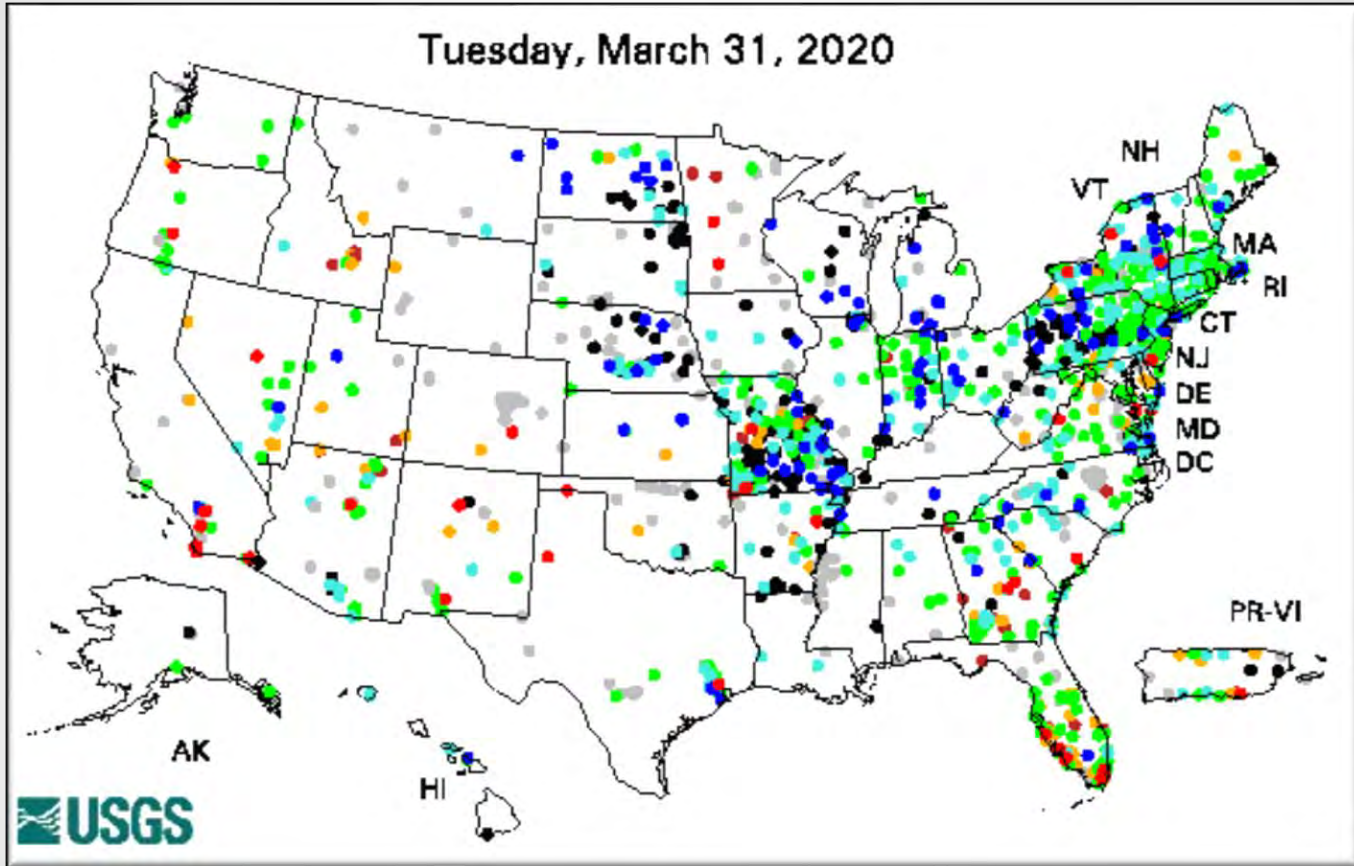 Tuesday, March 31, 2020
NH
VT
MA
RI
CT
NJ
DE
MD
DC
PR-VI
AK
HI
USGS